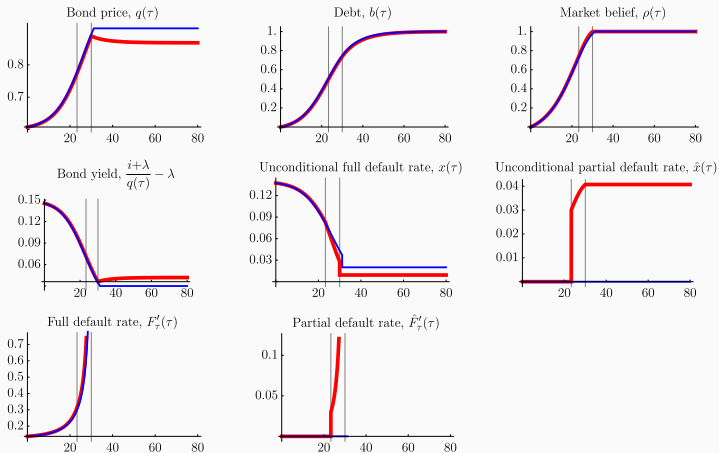 Bond price, q(τ)
0.8
0.7
20 40 60 80
Debt, b(τ)
1.
0.8
0.6
0.4
0.2
20 40 60 80
Market belief, ρ(τ)
1.
0.8
0.6
0.4
0.2
20 40 60 80
Bond yield, (i+λ)/q(τ) − λ
0.15
0.12
0.09
0.06
20 40 60 80
Unconditional full default rate, x(τ)
0.12
0.09
0.06
0.03
20 40 60 80
Unconditional partial default rate, x̂(τ)
0.04
0.03
0.02
0.01
20 40 60 80
Full default rate, F′τ(τ)
0.7
0.6
0.5
0.4
0.3
0.2
20 40 60 80
Partial default rate, F̂′τ(τ)
0.1
0.05
20 40 60 80